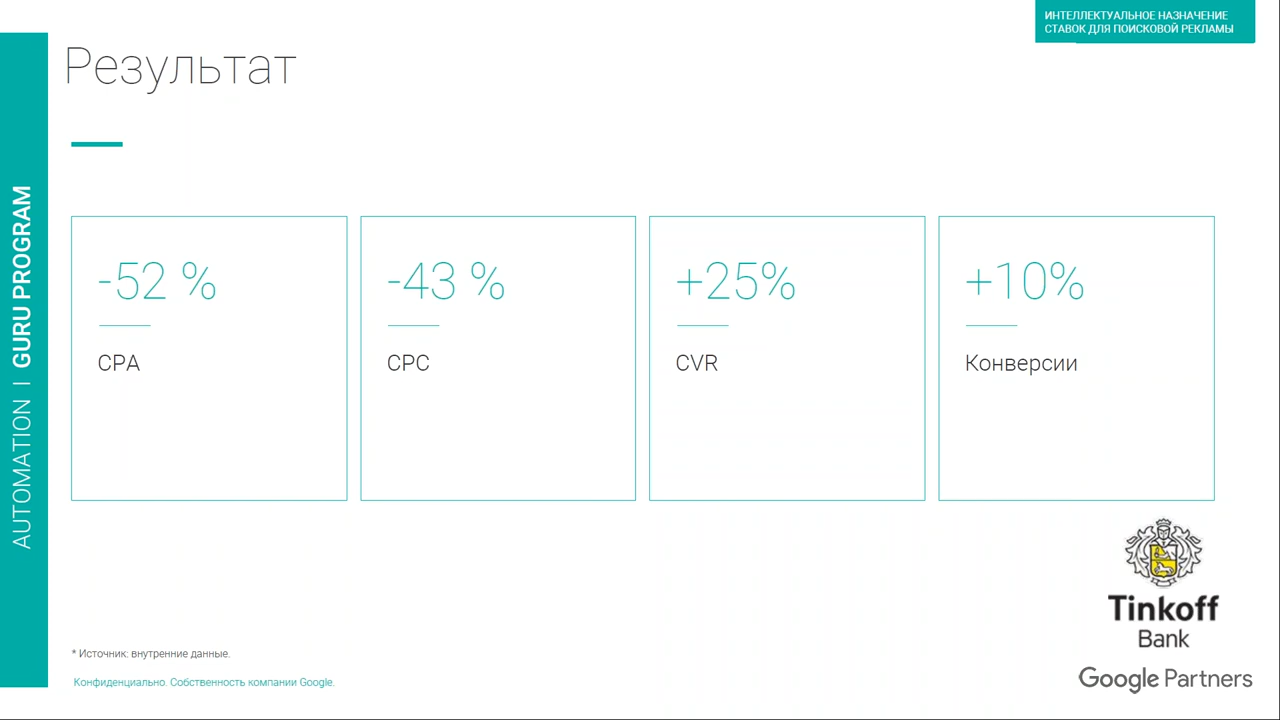 ИНТЕЛЛЕКТУАЛЬНОЕ НАЗНАЧЕНИЕ
СТАВОК ДЛЯ ПОИСКОВОЙ РЕКЛАМЫ
Результат
AUTOMATION | GURU PROGRAM
-52 %
CPA
-43 %
CPC
+25%
CVR
+10%
Конверсии
Tinkoff
Bank
* Источник: внутренние данные.
Конфиденциально. Собственность компании Google.
Google Partners